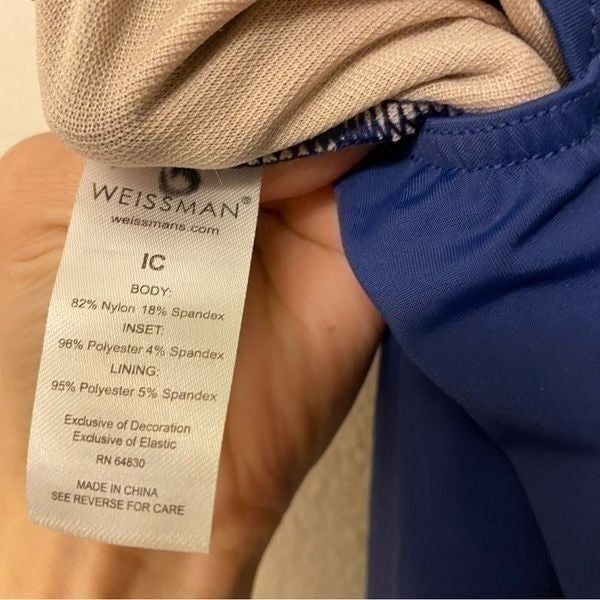 WEISSMAN®
weissmans.com
IC
BODY:
82% Nylon 18% Spandex
INSET:
96% Polyester 4% Spandex
LINING:
95% Polyester 5% Spandex
Exclusive of Decoration
Exclusive of Elastic
RN 64830
MADE IN CHINA
SEE REVERSE FOR CARE